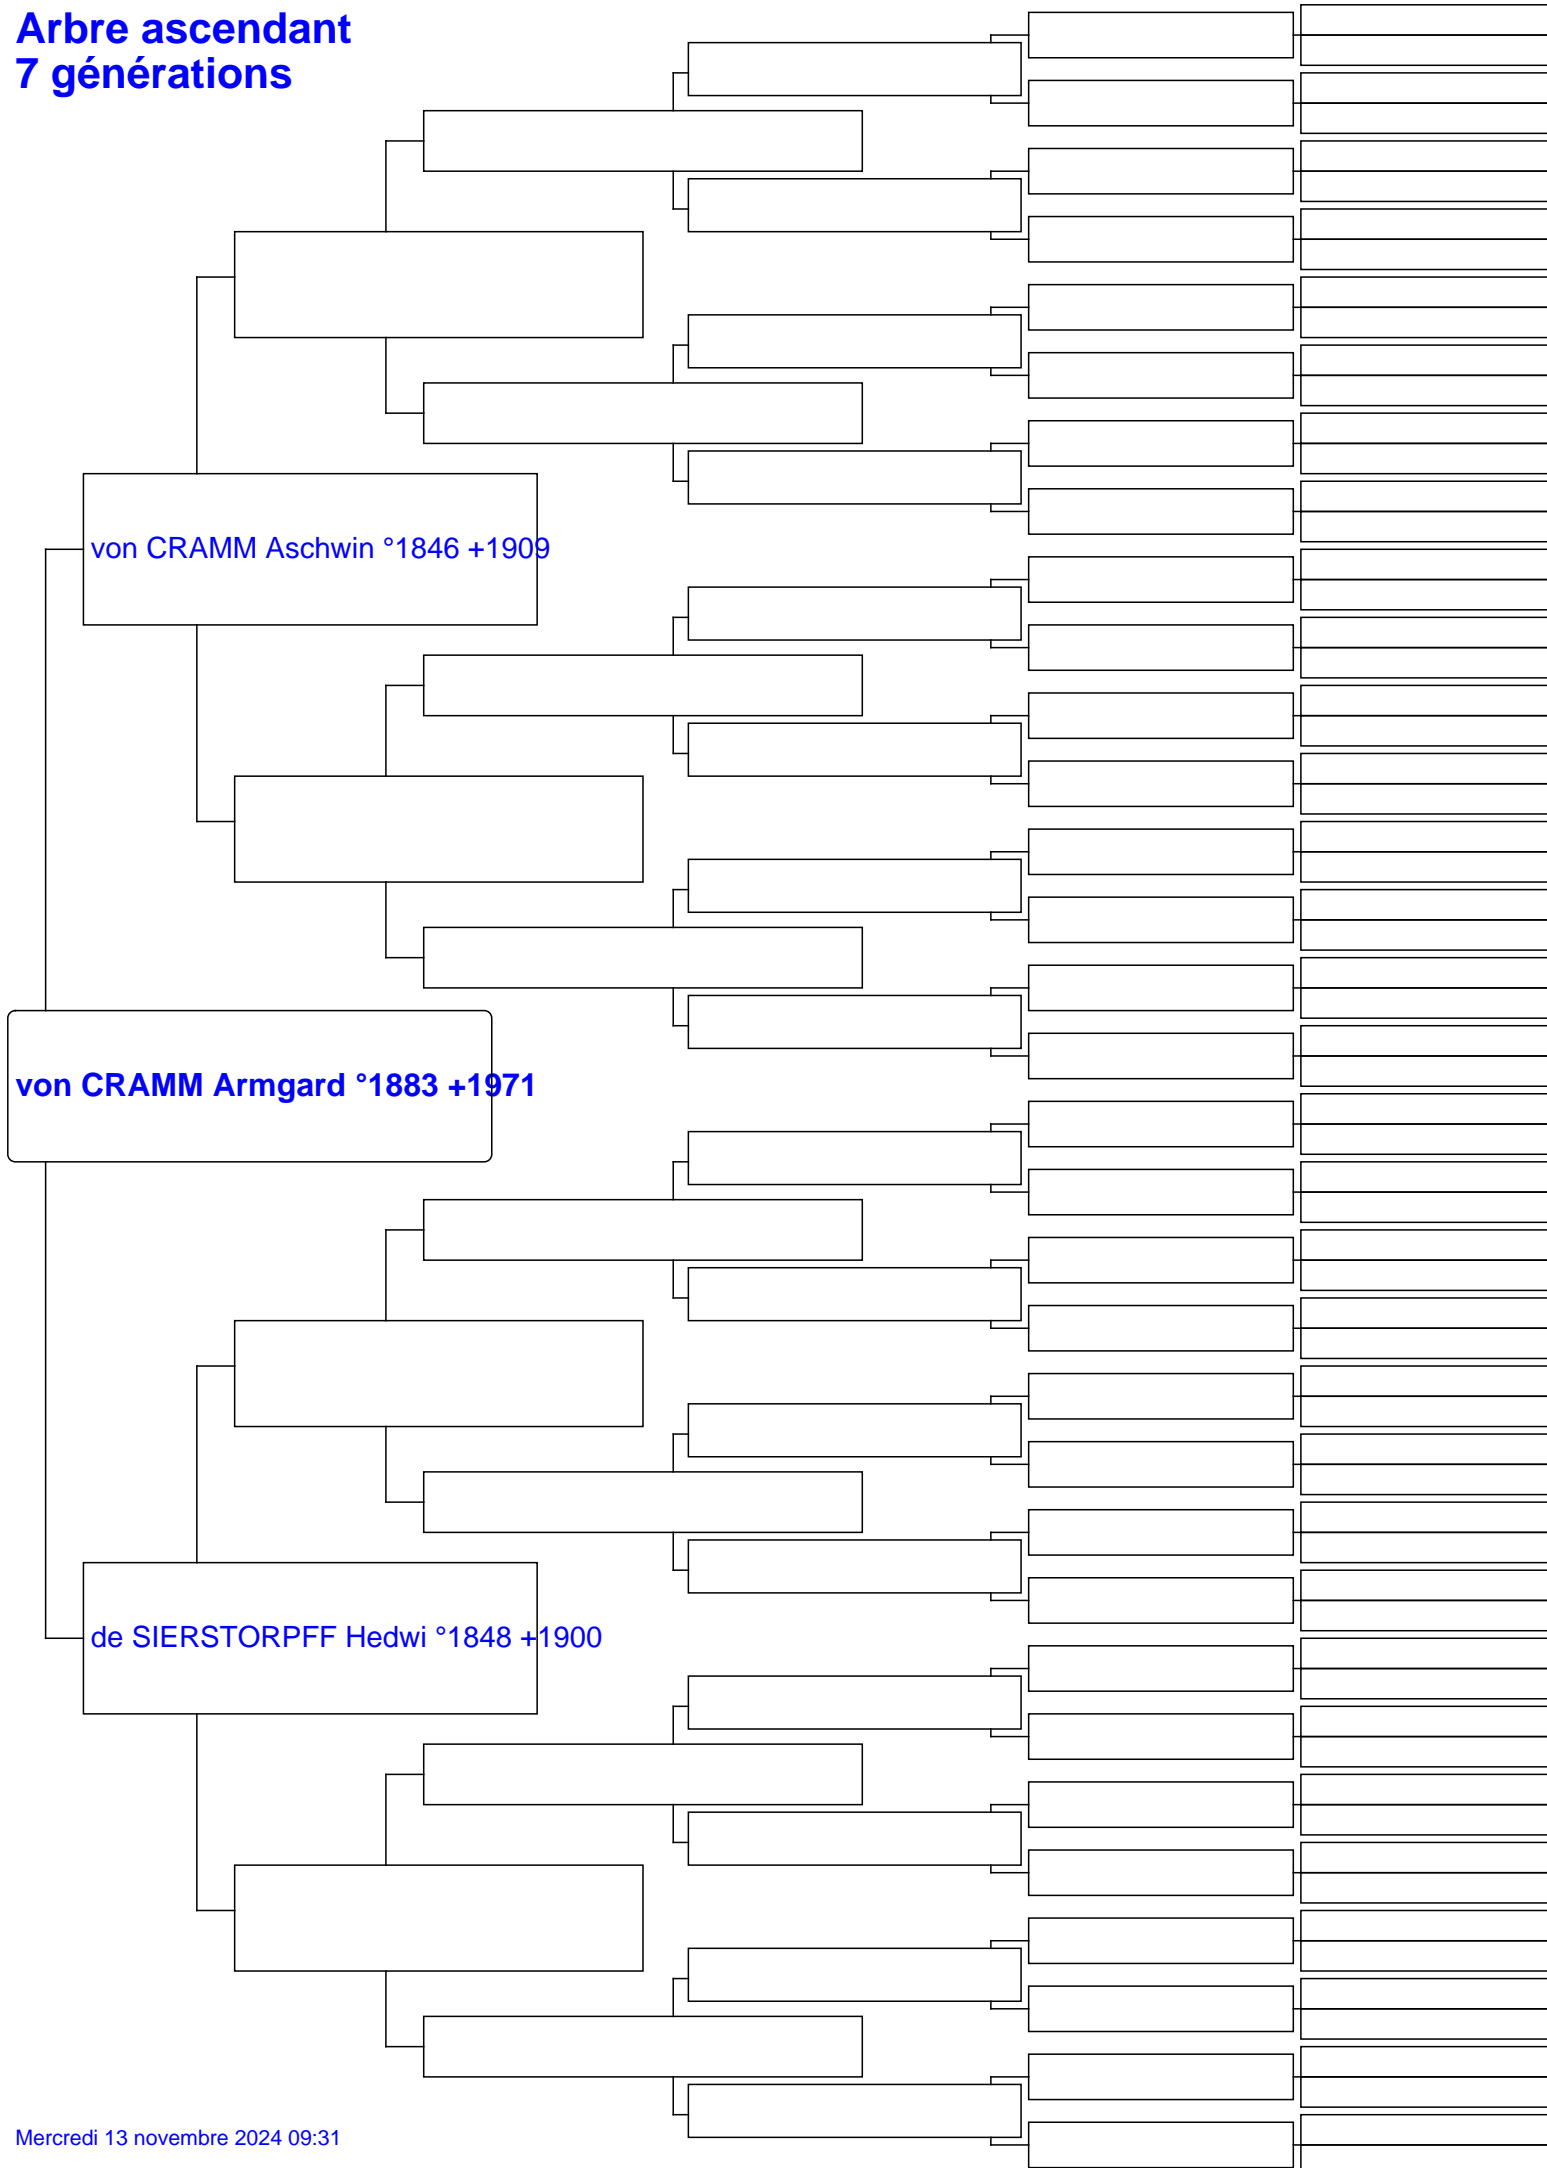 Arbre ascendant
7 générations
von CRAMM Aschwin °1846 +1909
von CRAMM Armgard °1883 +1971
de SIERSTORPFF Hedwi °1848 +1900
Mercredi 13 novembre 2024 09:31